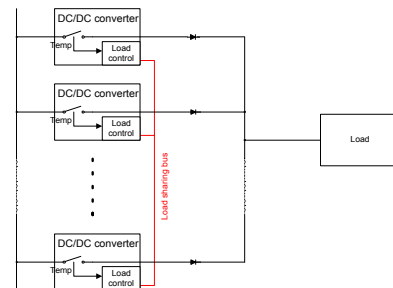 DC/DC converter
Temp
Load
control
DC/DC converter
Temp
Load
control
Load
Load sharing bus
DC/DC converter
Temp
Load
control